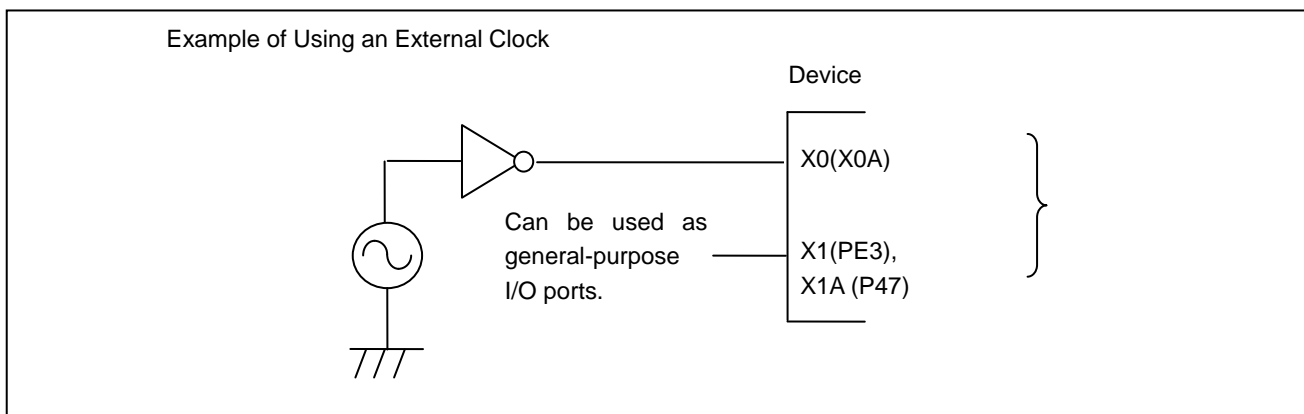 Example of Using an External Clock
Device
X0(X0A)
Can be used as
general-purpose
I/O ports.
X1(PE3),
X1A (P47)